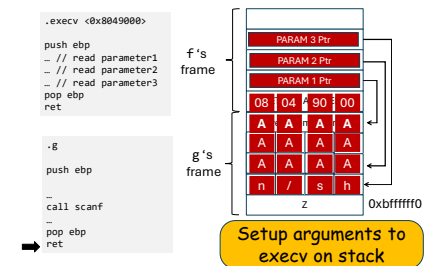 .execv <0x8049000>
push ebp
… // read parameter1
… // read parameter2
… // read parameter3
pop ebp
ret
.g
push ebp
…
call scanf
…
pop ebp
ret
f's
frame
g's
frame
PARAM 3 Ptr
PARAM 2 Ptr
PARAM 1 Ptr
08 04 90 00
A A A A
A A A A
A A A A
n / s h
z
0xbffffff0
Setup arguments to
execv on stack